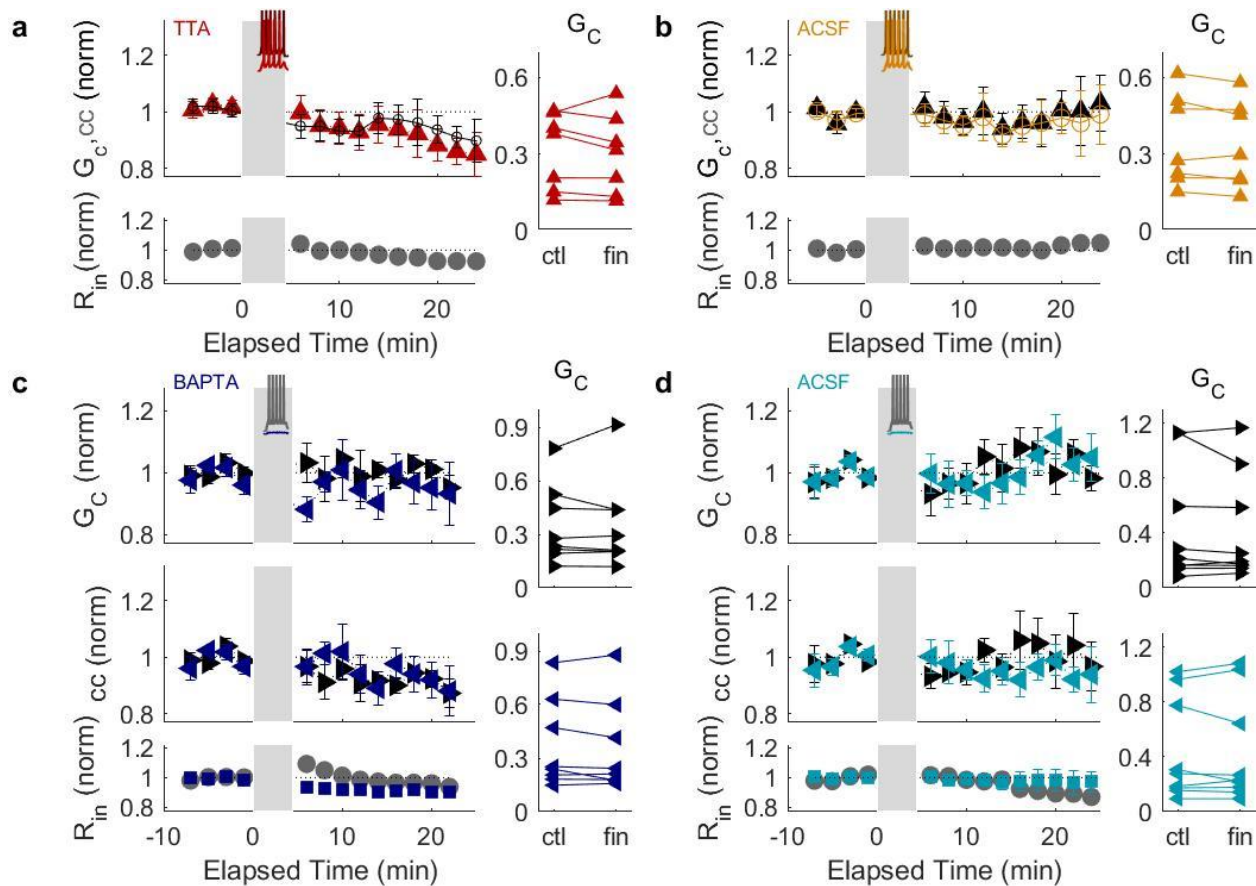 a
TTA
G_C, cc (norm)
1.2
1
0.8
R_in (norm)
1.2
1
0.8
0
10
20
Elapsed Time (min)
G_C
0.6
0.3
0
ctl
fin
b
ACSF
1.2
1
0.8
1.2
1
0.8
0
10
20
Elapsed Time (min)
G_C
0.6
0.3
0
ctl
fin
c
BAPTA
G_C (norm)
1.2
1
0.8
cc (norm)
1.2
1
0.8
R_in (norm)
1.2
1
0.8
-10
0
10
20
Elapsed Time (min)
G_C
0.9
0.6
0.3
0
0.9
0.6
0.3
0
ctl
fin
d
ACSF
G_C (norm)
1.2
1
0.8
cc (norm)
1.2
1
0.8
R_in (norm)
1.2
1
0.8
0
10
20
Elapsed Time (min)
G_C
1.2
0.8
0.4
0
1.2
0.8
0.4
0
ctl
fin